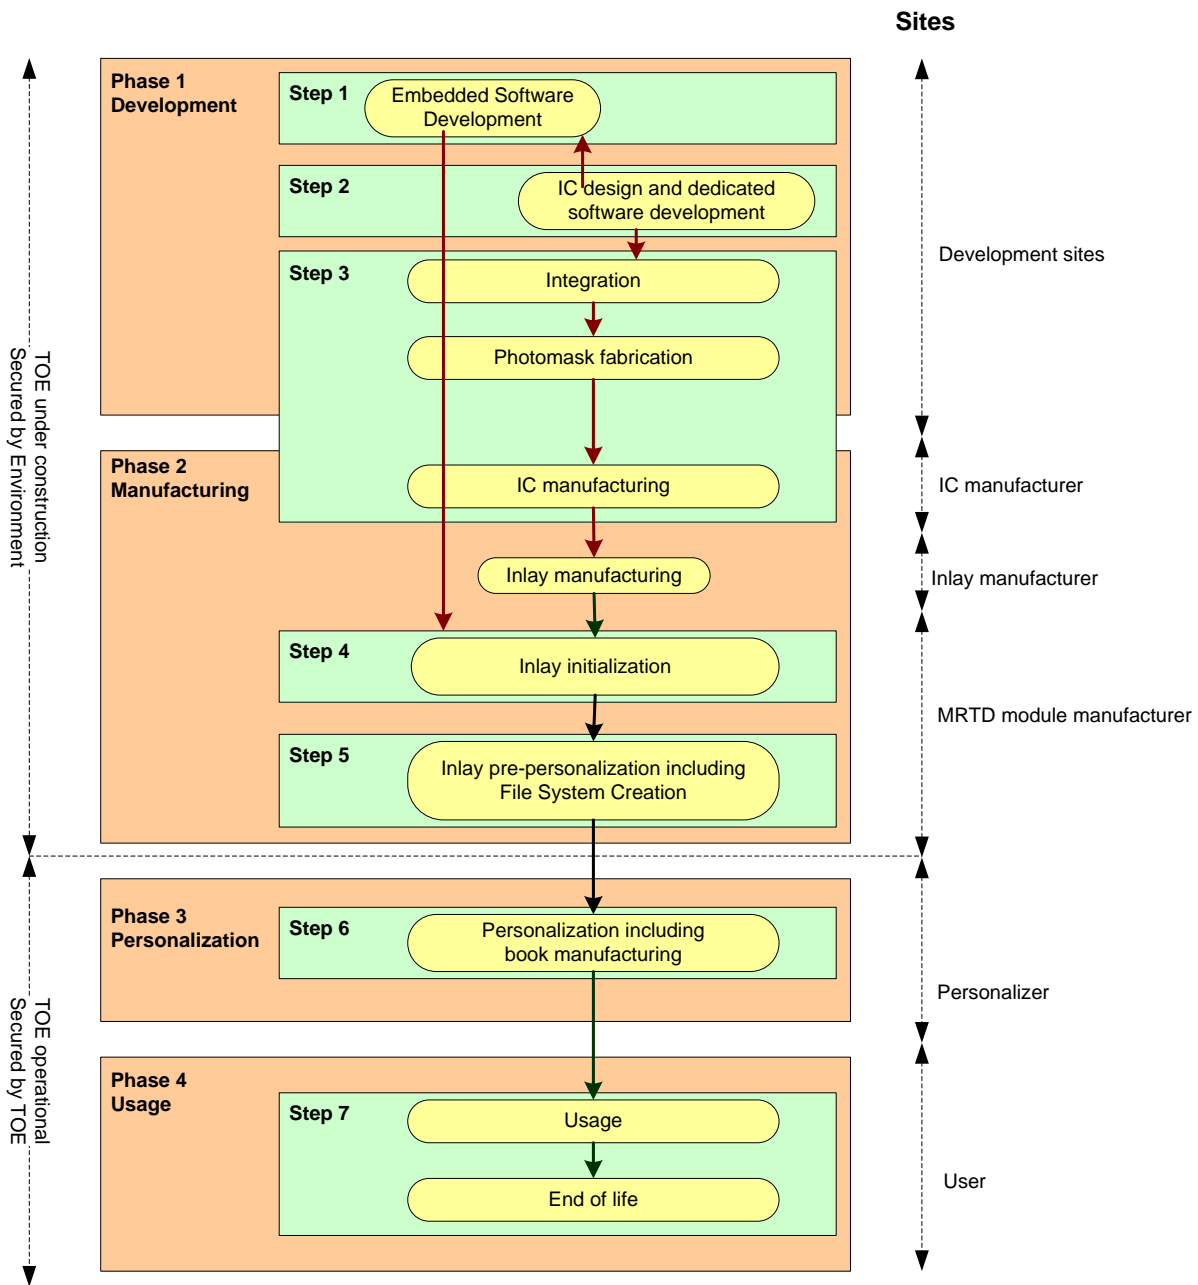 Sites
Phase 1
Development
Step 1
Embedded Software
Development
Step 2
IC design and dedicated
software development
Step 3
Integration
Photomask fabrication
Development sites
TOE under construction
Secured by Environment
Phase 2
Manufacturing
IC manufacturing
IC manufacturer
Inlay manufacturing
Inlay manufacturer
Step 4
Inlay initialization
MRTD module manufacturer
Step 5
Inlay pre-personalization including
File System Creation
Phase 3
Personalization
Step 6
Personalization including
book manufacturing
Personalizer
TOE operational
Secured by TOE
Phase 4
Usage
Step 7
Usage
End of life
User